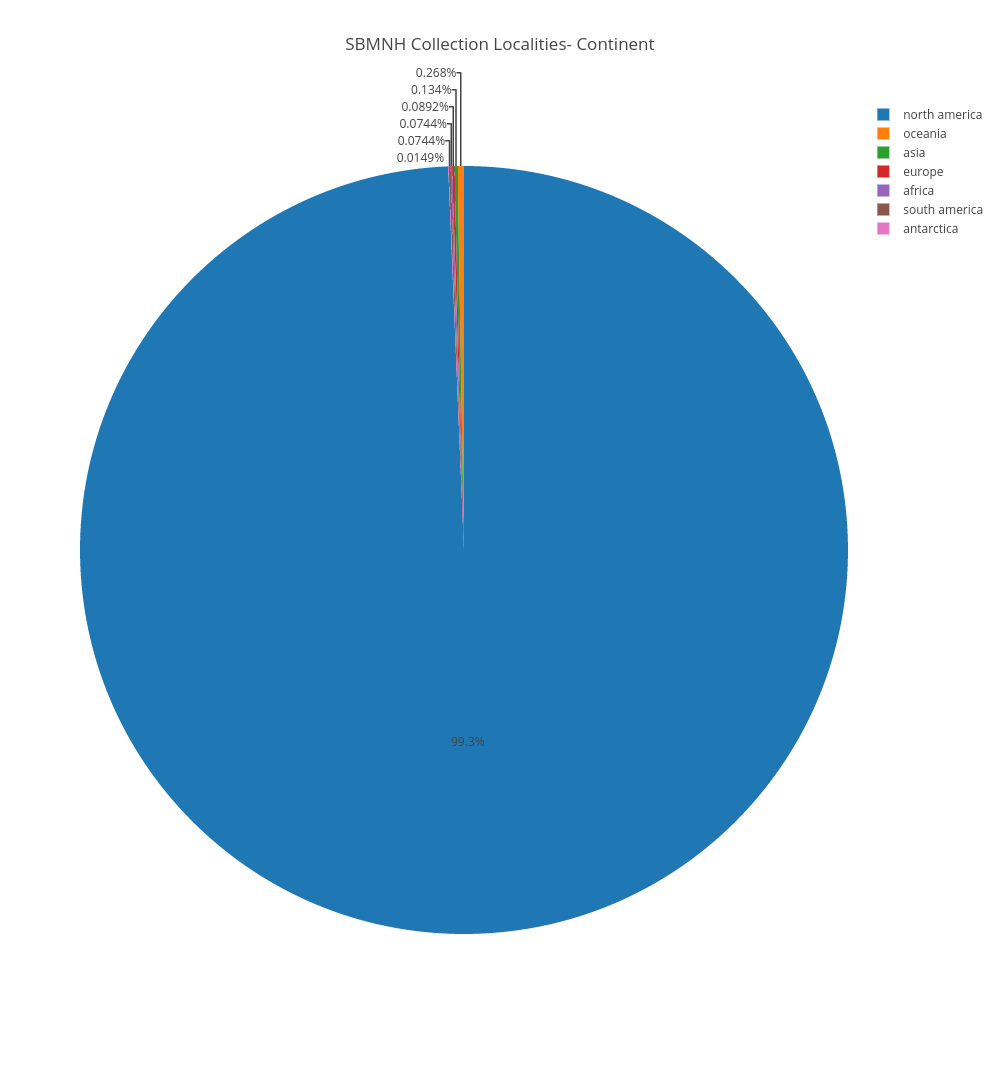 SBMNH Collection Localities- Continent
0.268%
0.134%
0.0892%
0.0744%
0.0744%
0.0149%
99.3%
north america
oceania
asia
europe
africa
south america
antarctica